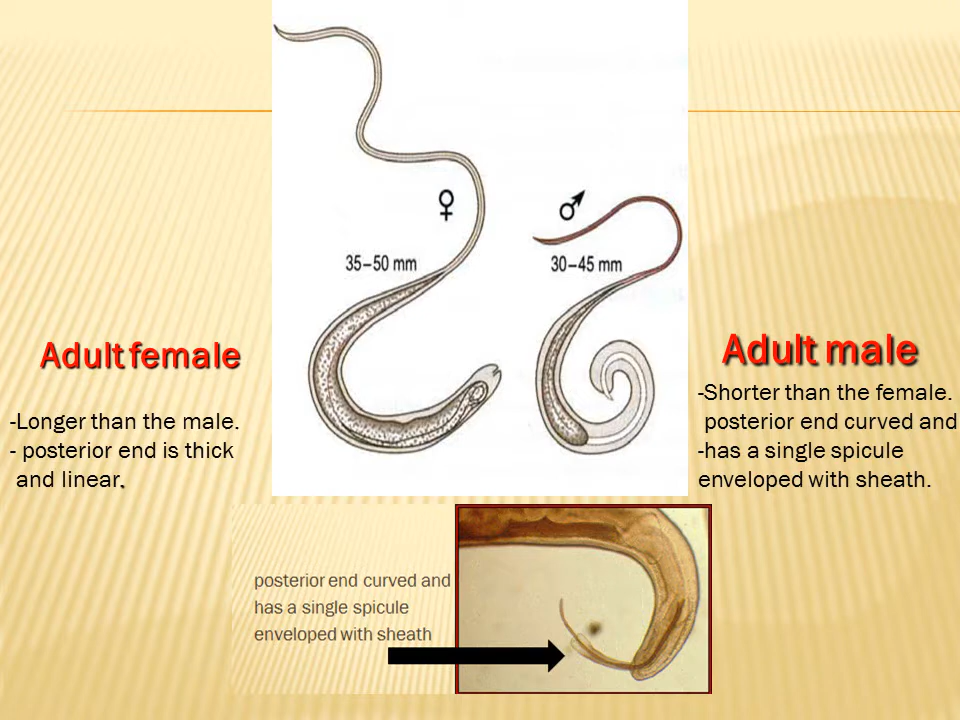 ♀
♂
35–50 mm
30–45 mm
Adult female
-Longer than the male.
- posterior end is thick
and linear.
Adult male
-Shorter than the female.
posterior end curved and
-has a single spicule
enveloped with sheath.
posterior end curved and
has a single spicule
enveloped with sheath